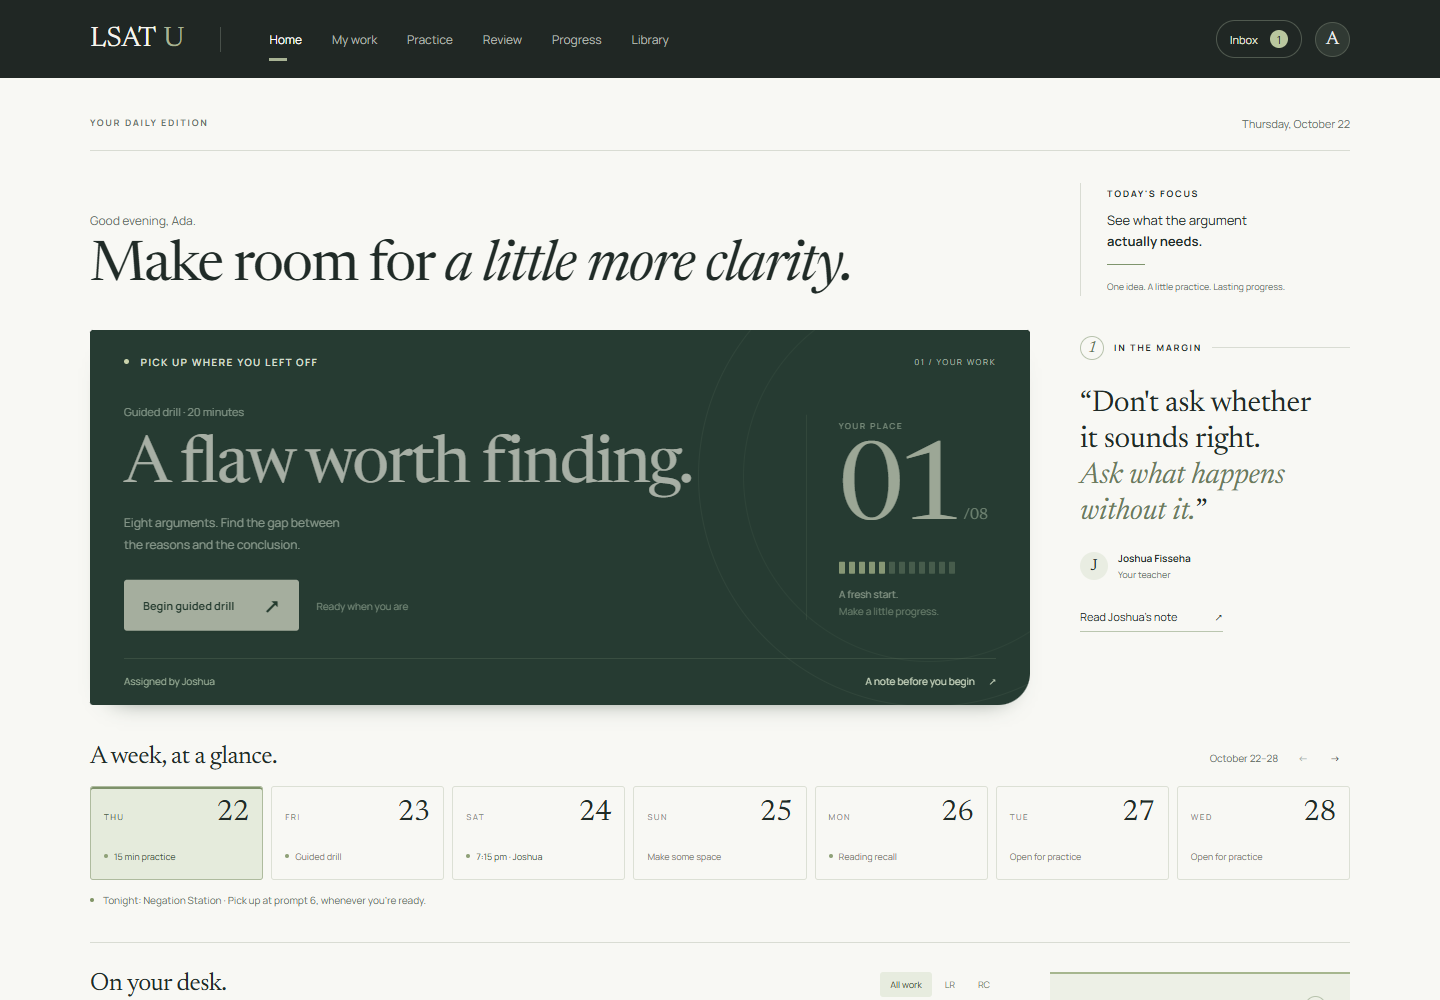 LSAT U
Home
My work
Practice
Review
Progress
Library
Inbox 1
A
YOUR DAILY EDITION
Thursday, October 22
Good evening, Ada.
Make room for a little more clarity.
TODAY'S FOCUS
See what the argument
actually needs.
One idea. A little practice. Lasting progress.
PICK UP WHERE YOU LEFT OFF
01 / YOUR WORK
Guided drill · 20 minutes
A flaw worth finding.
Eight arguments. Find the gap between
the reasons and the conclusion.
Begin guided drill ↗
Ready when you are
YOUR PLACE
01 /08
A fresh start.
Make a little progress.
Assigned by Joshua
A note before you begin ↗
1 IN THE MARGIN
“Don't ask whether
it sounds right.
Ask what happens
without it.”
J
Joshua Fisseha
Your teacher
Read Joshua's note ↗
A week, at a glance.
October 22–28 ← →
THU 22
15 min practice
FRI 23
Guided drill
SAT 24
7:15 pm · Joshua
SUN 25
Make some space
MON 26
Reading recall
TUE 27
Open for practice
WED 28
Open for practice
Tonight: Negation Station · Pick up at prompt 6, whenever you're ready.
On your desk.
All work
LR
RC